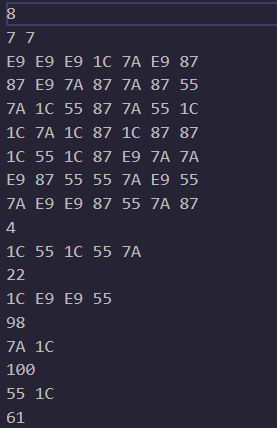 8
7 7
E9 E9 E9 1C 7A E9 87
87 E9 7A 87 7A 87 55
7A 1C 55 87 7A 55 1C
1C 7A 1C 87 1C 87 87
1C 55 1C 87 E9 7A 7A
E9 87 55 55 7A E9 55
7A E9 E9 87 55 7A 87
4
1C 55 1C 55 7A
22
1C E9 E9 55
98
7A 1C
100
55 1C
61